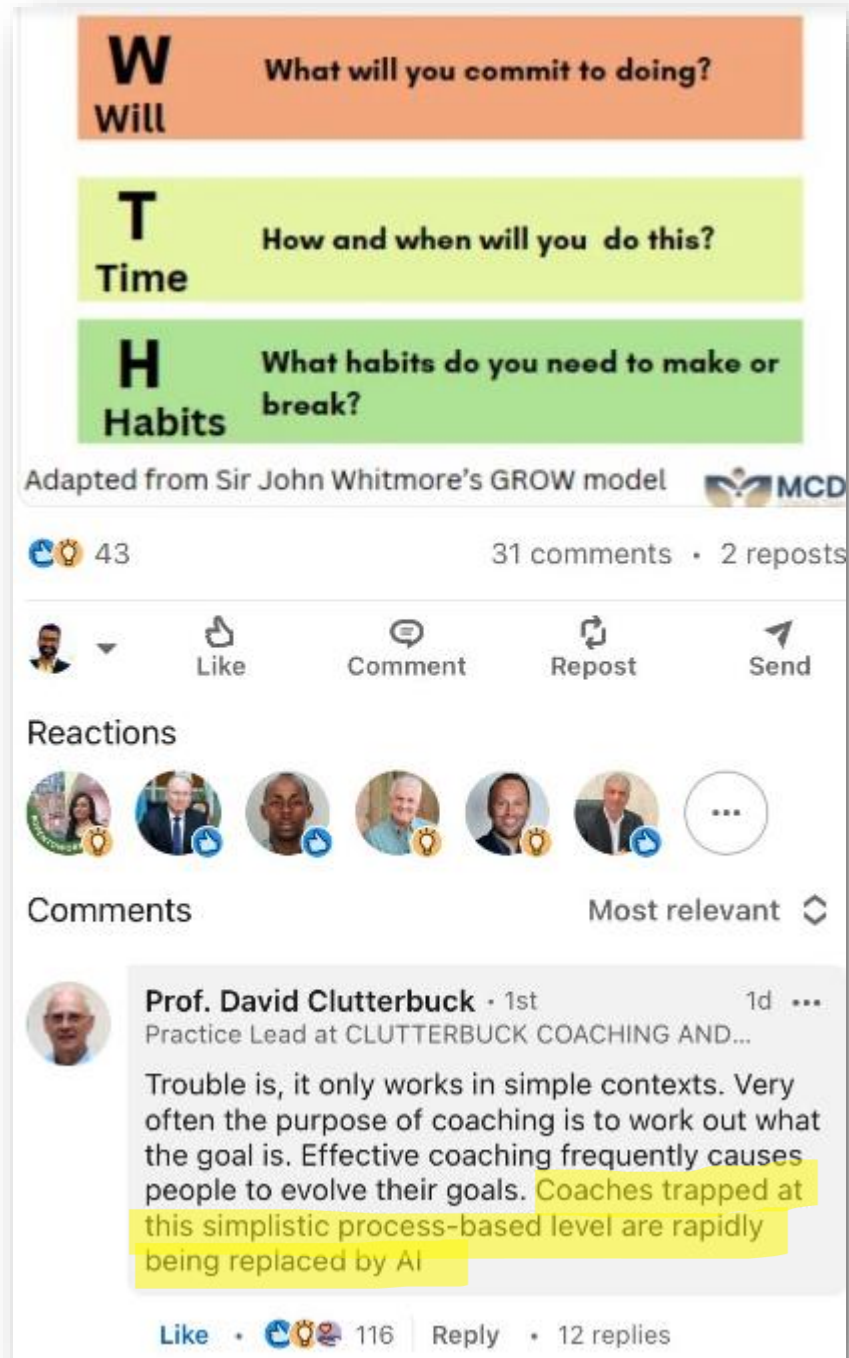 W
Will
What will you commit to doing?
T
Time
How and when will you do this?
H
Habits
What habits do you need to make or
break?
Adapted from Sir John Whitmore's GROW model
MCD
43
31 comments • 2 reposts
Like
Comment
Repost
Send
Reactions
Comments
Most relevant
Prof. David Clutterbuck • 1st
1d
Practice Lead at CLUTTERBUCK COACHING AND...
Trouble is, it only works in simple contexts. Very
often the purpose of coaching is to work out what
the goal is. Effective coaching frequently causes
people to evolve their goals. Coaches trapped at
this simplistic process-based level are rapidly
being replaced by AI
Like • 116 Reply • 12 replies